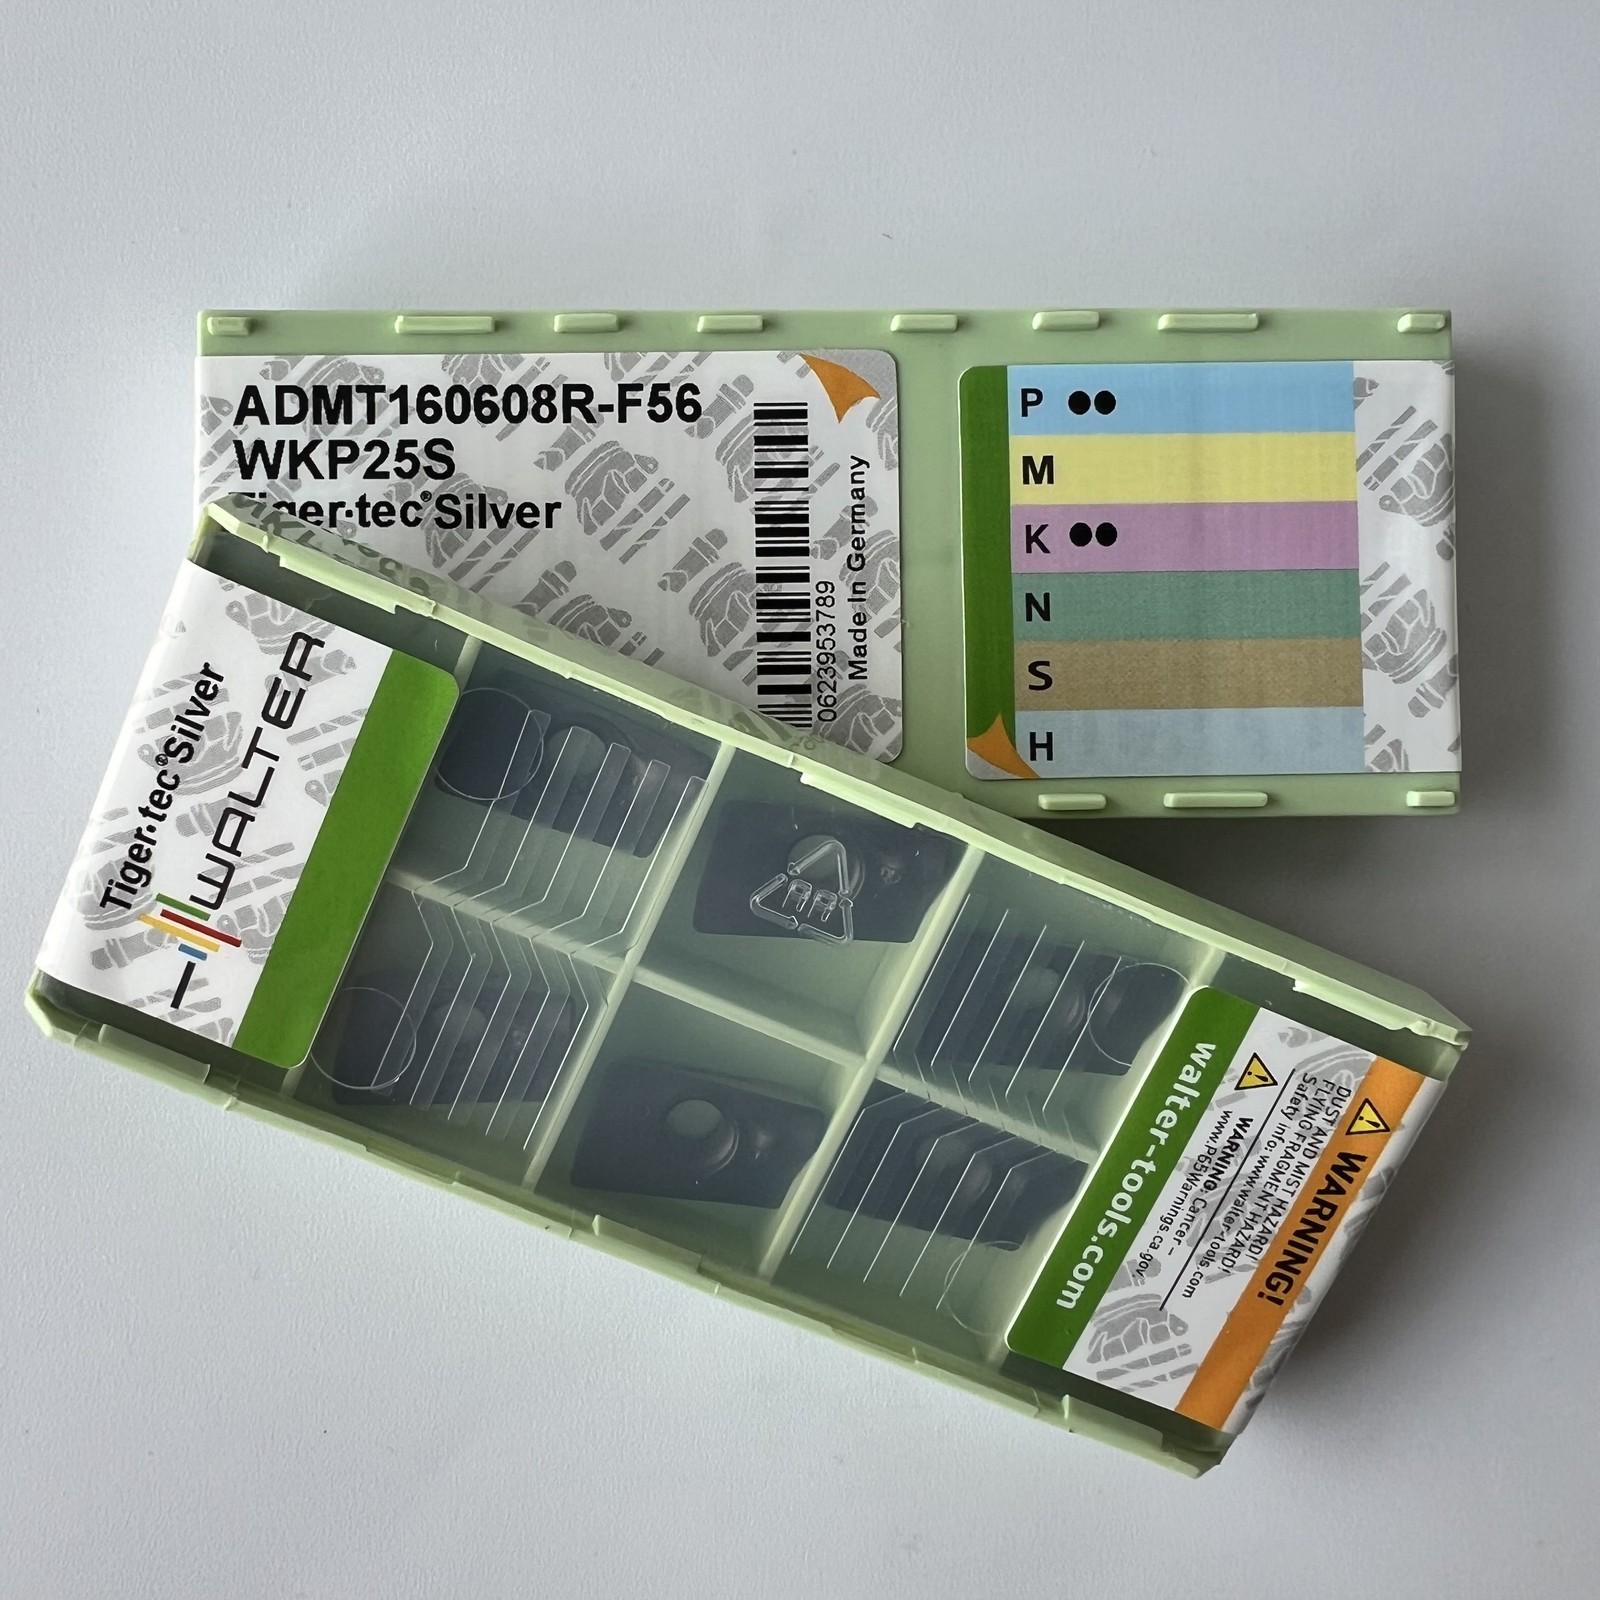 ADMT160608R-F56
WKP25S
Tiger·tec®Silver
0623953789
Made In Germany
P
M
K
N
S
H
Tiger·tec®Silver
WALTER
walter-tools.com
WARNING!
DUST AND MIST HAZARD!
FLYING FRAGMENT HAZARD!
Safety info: www.walter-tools.com
WARNING: Cancer –
www.P65Warnings.ca.gov